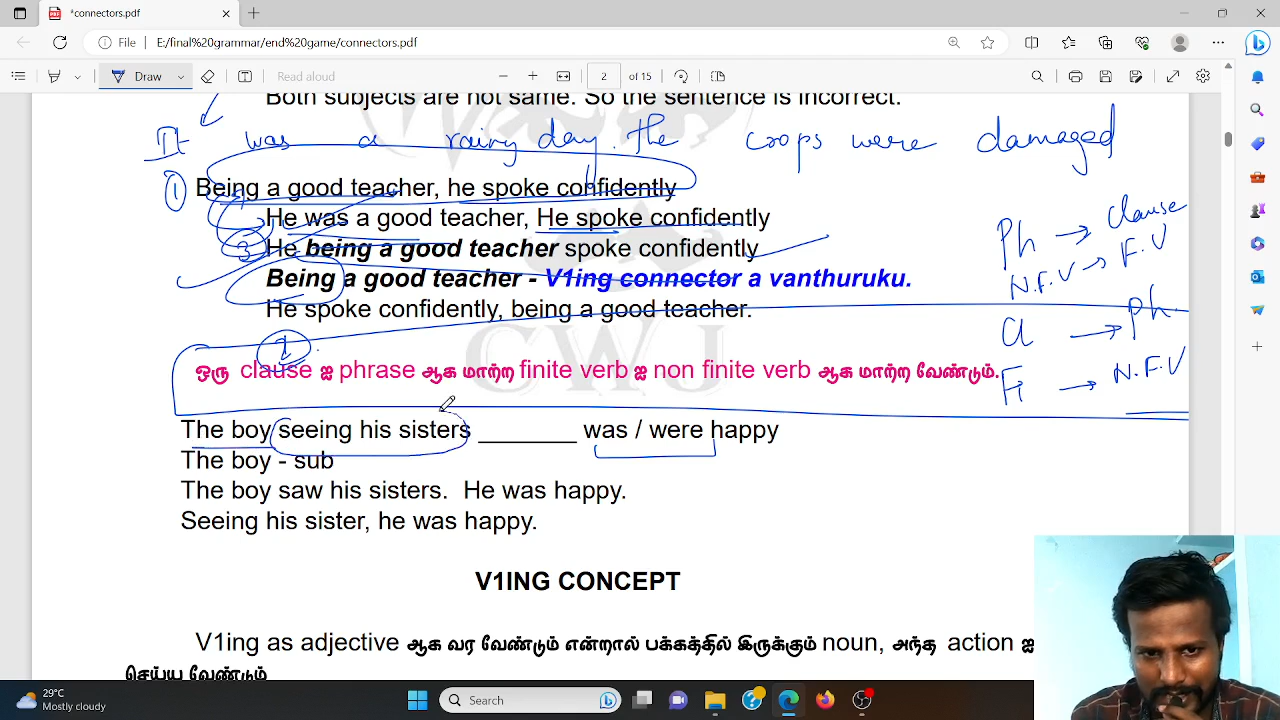 *connectors.pdf
File E:/final%20grammar/end%20game/connectors.pdf
Draw Read aloud 2 of 15
Both subjects are not same. So the sentence is incorrect.
It was a rainy day. The crops were damaged
① Being a good teacher, he spoke confidently
He was a good teacher, He spoke confidently
3 He being a good teacher spoke confidently
Being a good teacher - V1ing connector a vanthuruku.
He spoke confidently, being a good teacher.
Ph → clause
N.F.V → F.V
cl → Ph
F → N.F.V
ஒரு clause ஐ phrase ஆக மாற்ற finite verb ஐ non finite verb ஆக மாற்ற வேண்டும்.
The boy seeing his sisters ________ was / were happy
The boy - sub
The boy saw his sisters. He was happy.
Seeing his sister, he was happy.
CWJ
V1ING CONCEPT
V1ing as adjective ஆக வர வேண்டும் என்றால் பக்கத்தில் இருக்கும் noun, அந்த action ஐ
செய்ய வேண்டும்
29°C
Mostly cloudy
Search